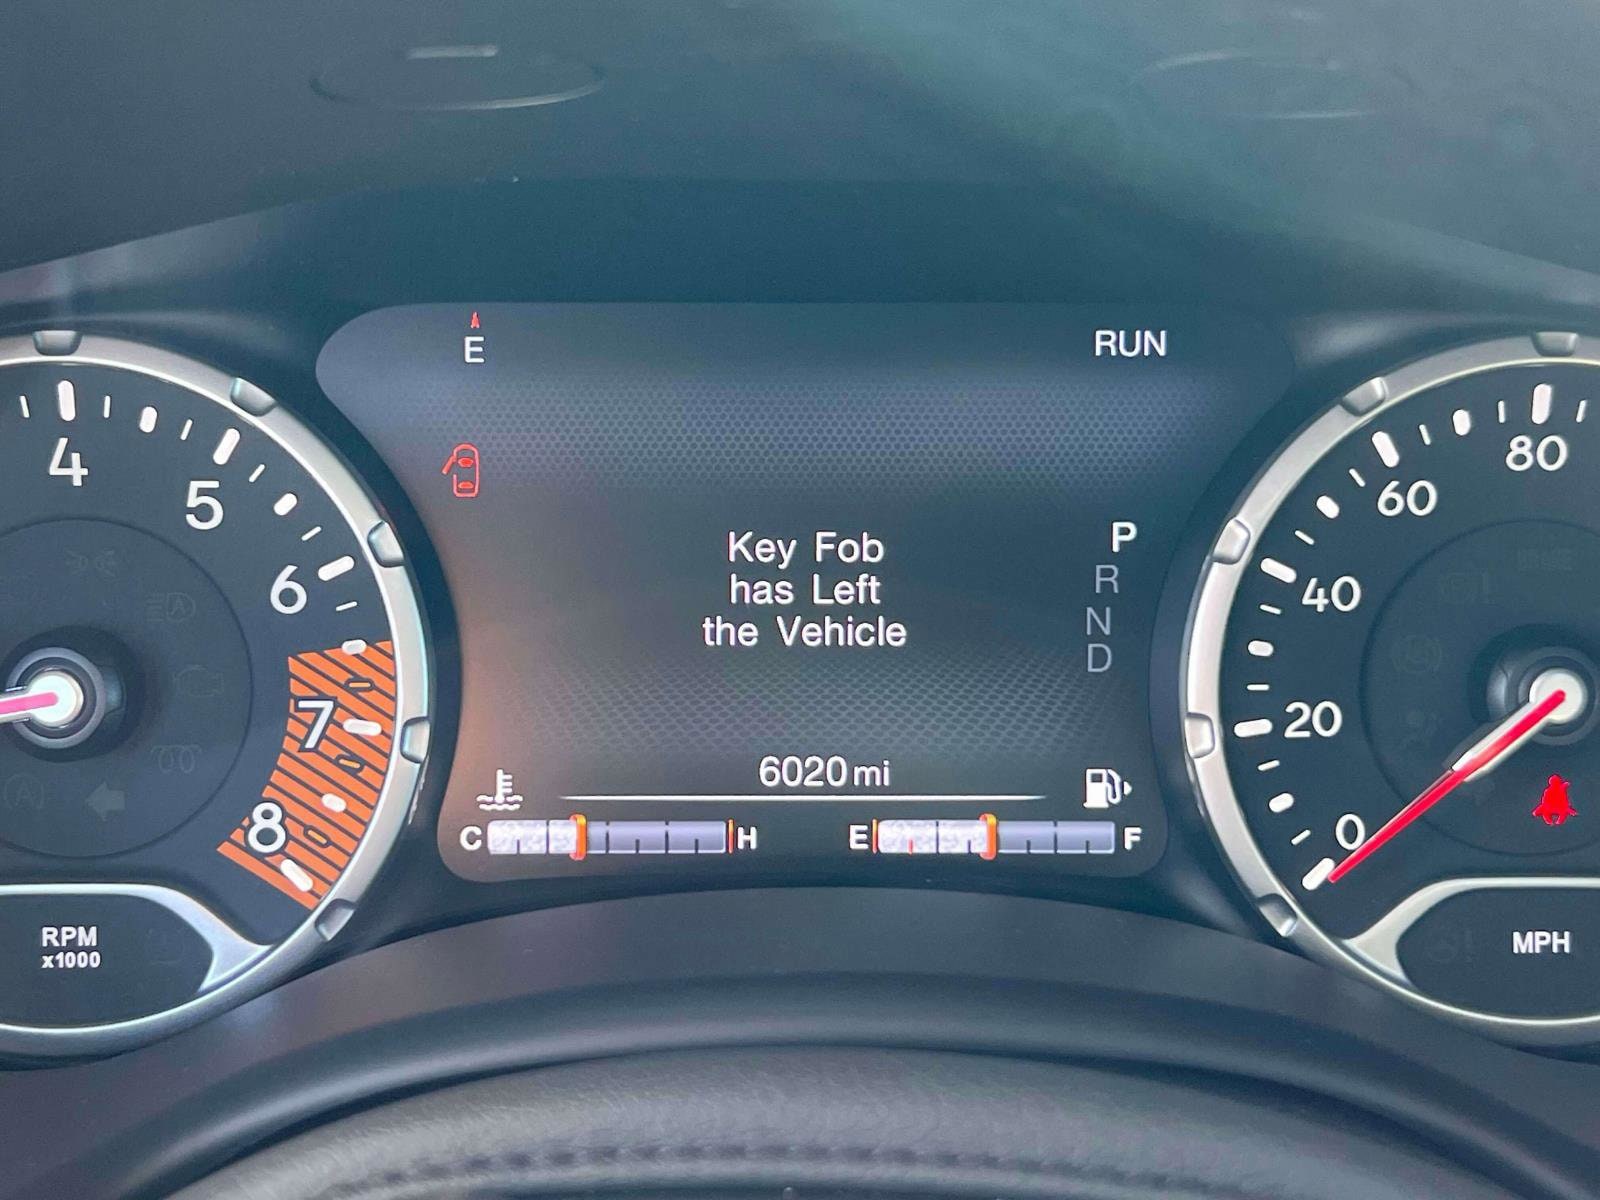 E
RUN
4
5
6
7
8
RPM
x1000
Key Fob
has Left
the Vehicle
P
R
N
D
6020 mi
C H
E F
80
60
40
20
0
MPH